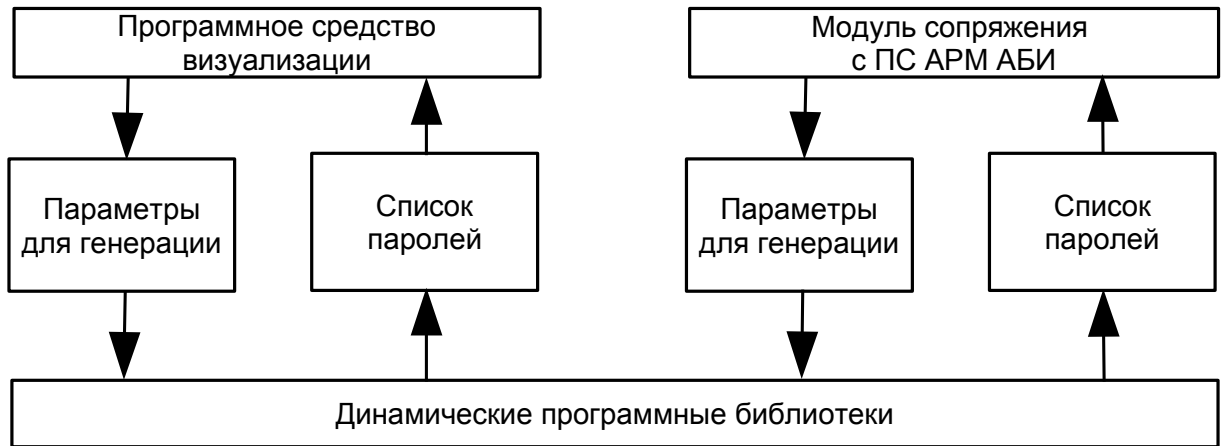 Программное средство
визуализации
Модуль сопряжения
с ПС АРМ АБИ
Параметры
для генерации
Список
паролей
Параметры
для генерации
Список
паролей
Динамические программные библиотеки